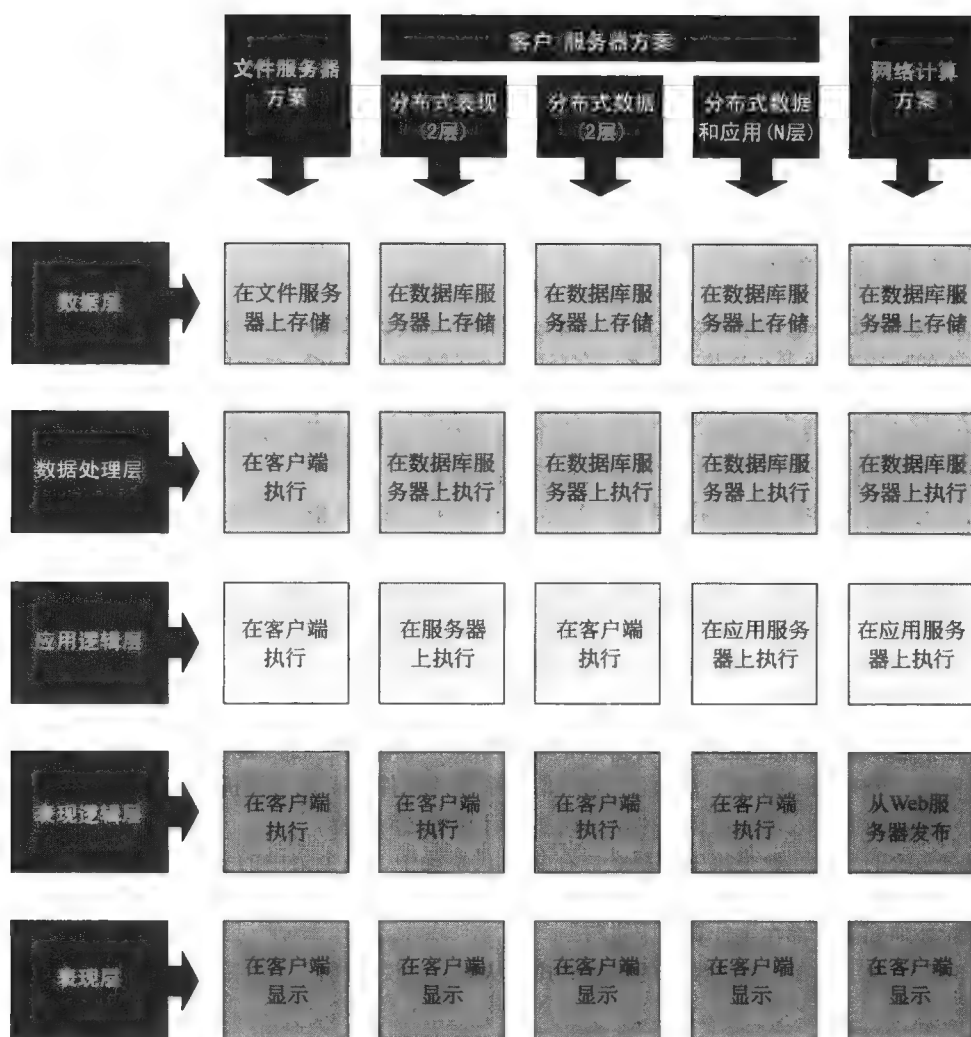 客户/服务器方案
文件服务器
方案
分布式表现
(2层)
分布式数据
(2层)
分布式数据
和应用(N层)
网络计算
方案
数据层
在文件服务
器上存储
在数据库服
务器上存储
在数据库服
务器上存储
在数据库服
务器上存储
在数据库服
务器上存储
数据处理层
在客户端
执行
在数据库服
务器上执行
在数据库服
务器上执行
在数据库服
务器上执行
在数据库服
务器上执行
应用逻辑层
在客户端
执行
在服务器
上执行
在客户端
执行
在应用服务
器上执行
在应用服务
器上执行
表现逻辑层
在客户端
执行
在客户端
执行
在客户端
执行
在客户端
执行
从Web服
务器发布
表现层
在客户端
显示
在客户端
显示
在客户端
显示
在客户端
显示
在客户端
显示